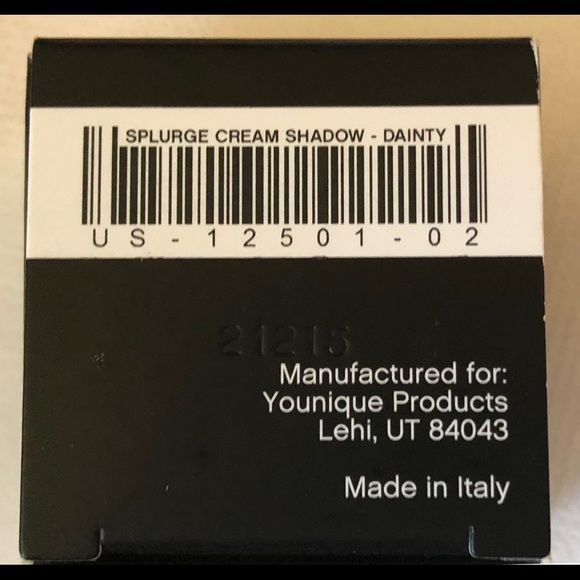 SPLURGE CREAM SHADOW - DAINTY
US-12501-02
21215
Manufactured for:
Younique Products
Lehi, UT 84043
Made in Italy